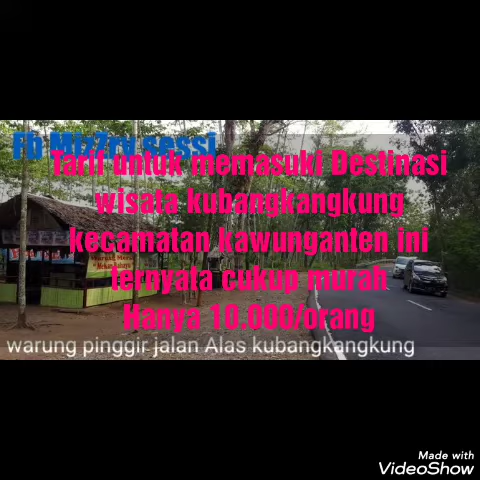 Fb MizZry sessi
Tarif untuk memasuki Destinasi
wisata kubangkangkung
kecamatan kawunganten ini
ternyata cukup murah
Hanya 10.000/orang
warung pinggir jalan Alas kubangkangkung
Made with
VideoShow